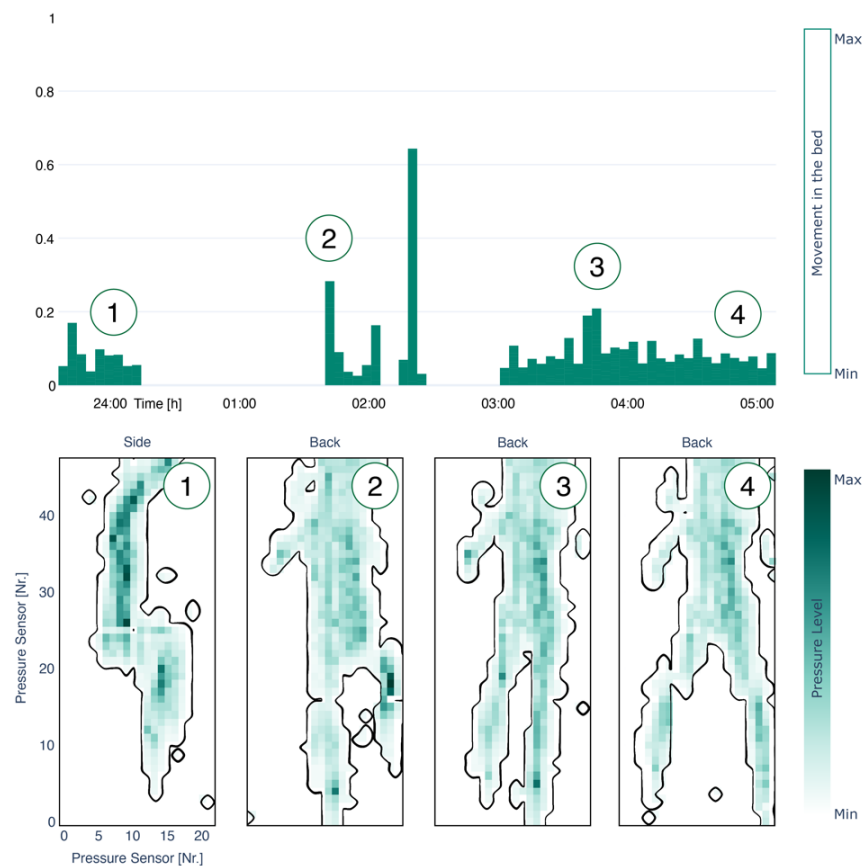 1
0.8
0.6
0.4
0.2
0
1
2
3
4
24:00 Time [h] 01:00 02:00 03:00 04:00 05:00
Max
Movement in the bed
Min
Side Back Back Back
1 2 3 4
40
30
20
10
0
Pressure Sensor [Nr.]
0 5 10 15 20
Pressure Sensor [Nr.]
Max
Pressure Level
Min